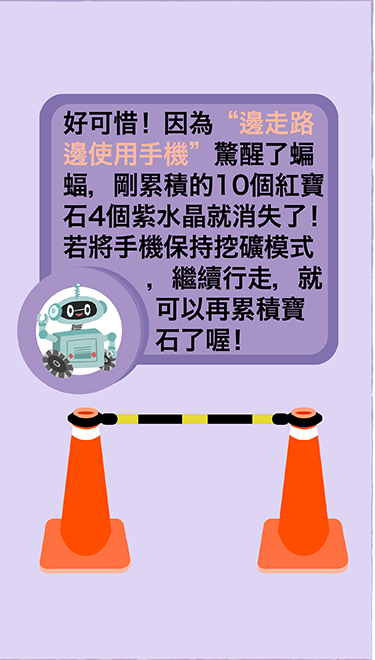 好可惜！因為“邊走路
邊使用手機”驚醒了蝙
蝠，剛累積的10個紅寶
石4個紫水晶就消失了！
若將手機保持挖礦模式
，繼續行走，就
可以再累積寶
石了喔！